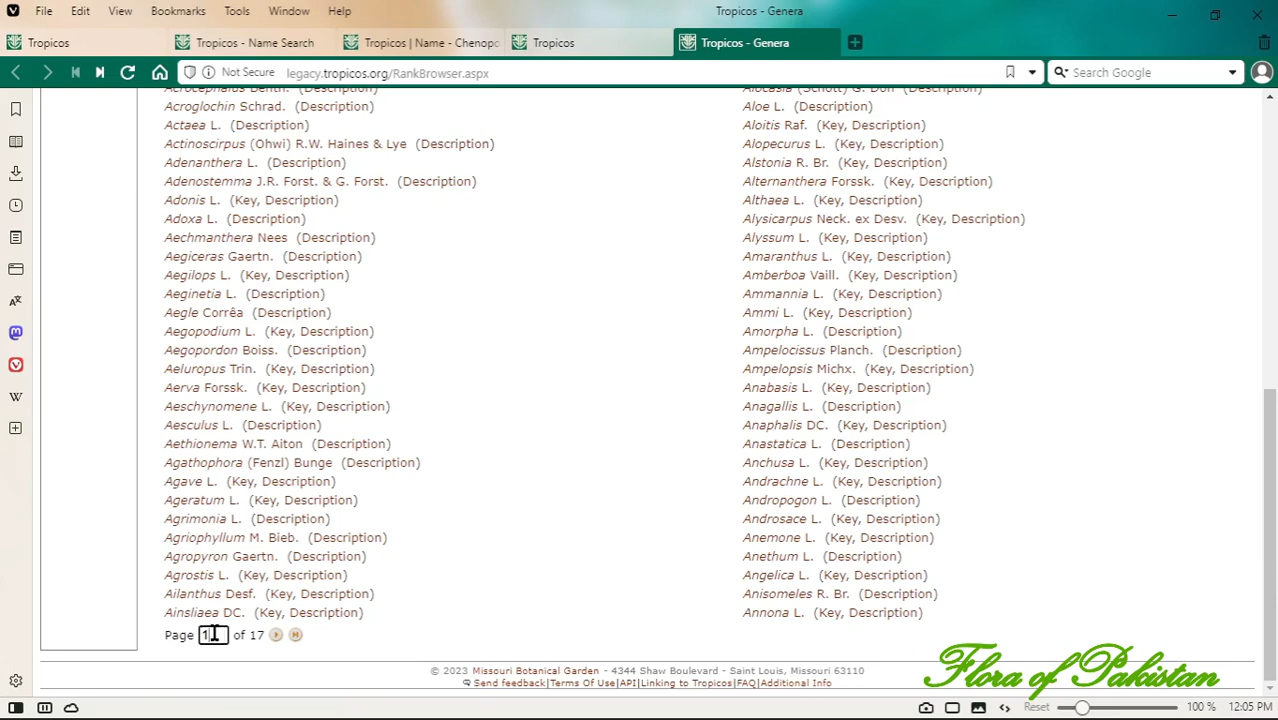 File Edit View Bookmarks Tools Window Help
Tropicos - Genera
Tropicos
Tropicos - Name Search
Tropicos | Name - Chenopo
Tropicos
Tropicos - Genera
Not Secure legacy.tropicos.org/RankBrowser.aspx
Search Google
Acrocephalus Benth. (Description)
Acroglochin Schrad. (Description)
Actaea L. (Description)
Actinoscirpus (Ohwi) R.W. Haines & Lye (Description)
Adenanthera L. (Description)
Adenostemma J.R. Forst. & G. Forst. (Description)
Adonis L. (Key, Description)
Adoxa L. (Description)
Aechmanthera Nees (Description)
Aegiceras Gaertn. (Description)
Aegilops L. (Key, Description)
Aeginetia L. (Description)
Aegle Corrêa (Description)
Aegopodium L. (Key, Description)
Aegopordon Boiss. (Description)
Aeluropus Trin. (Key, Description)
Aerva Forssk. (Key, Description)
Aeschynomene L. (Key, Description)
Aesculus L. (Description)
Aethionema W.T. Aiton (Description)
Agathophora (Fenzl) Bunge (Description)
Agave L. (Key, Description)
Ageratum L. (Key, Description)
Agrimonia L. (Description)
Agriophyllum M. Bieb. (Description)
Agropyron Gaertn. (Description)
Agrostis L. (Key, Description)
Ailanthus Desf. (Key, Description)
Ainsliaea DC. (Key, Description)
Alocasia (Schott) G. Don (Description)
Aloe L. (Description)
Aloitis Raf. (Key, Description)
Alopecurus L. (Key, Description)
Alstonia R. Br. (Key, Description)
Alternanthera Forssk. (Key, Description)
Althaea L. (Key, Description)
Alysicarpus Neck. ex Desv. (Key, Description)
Alyssum L. (Key, Description)
Amaranthus L. (Key, Description)
Amberboa Vaill. (Key, Description)
Ammannia L. (Key, Description)
Ammi L. (Key, Description)
Amorpha L. (Description)
Ampelocissus Planch. (Description)
Ampelopsis Michx. (Key, Description)
Anabasis L. (Key, Description)
Anagallis L. (Description)
Anaphalis DC. (Key, Description)
Anastatica L. (Description)
Anchusa L. (Key, Description)
Andrachne L. (Key, Description)
Andropogon L. (Description)
Androsace L. (Key, Description)
Anemone L. (Key, Description)
Anethum L. (Description)
Angelica L. (Key, Description)
Anisomeles R. Br. (Description)
Annona L. (Key, Description)
Page 1 of 17
© 2023 Missouri Botanical Garden - 4344 Shaw Boulevard - Saint Louis, Missouri 63110
Send feedback|Terms Of Use|API|Linking to Tropicos|FAQ|Additional Info
Flora of Pakistan
Reset 100 % 12:05 PM